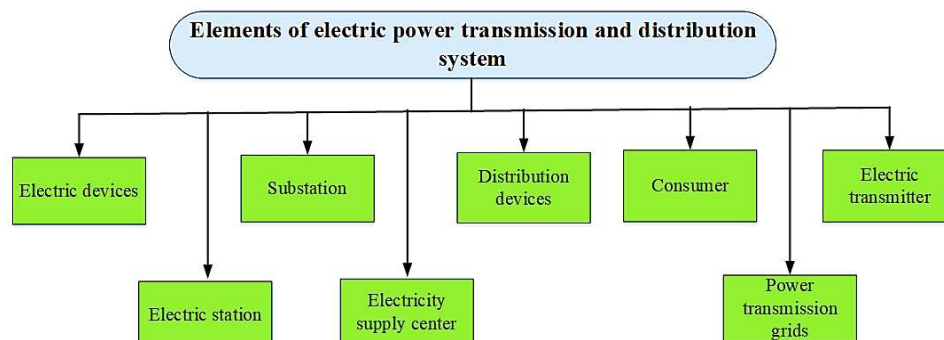 Elements of electric power transmission and distribution
system
Electric devices
Substation
Distribution
devices
Consumer
Electric
transmitter
Electric station
Electricity
supply center
Power
transmission
grids